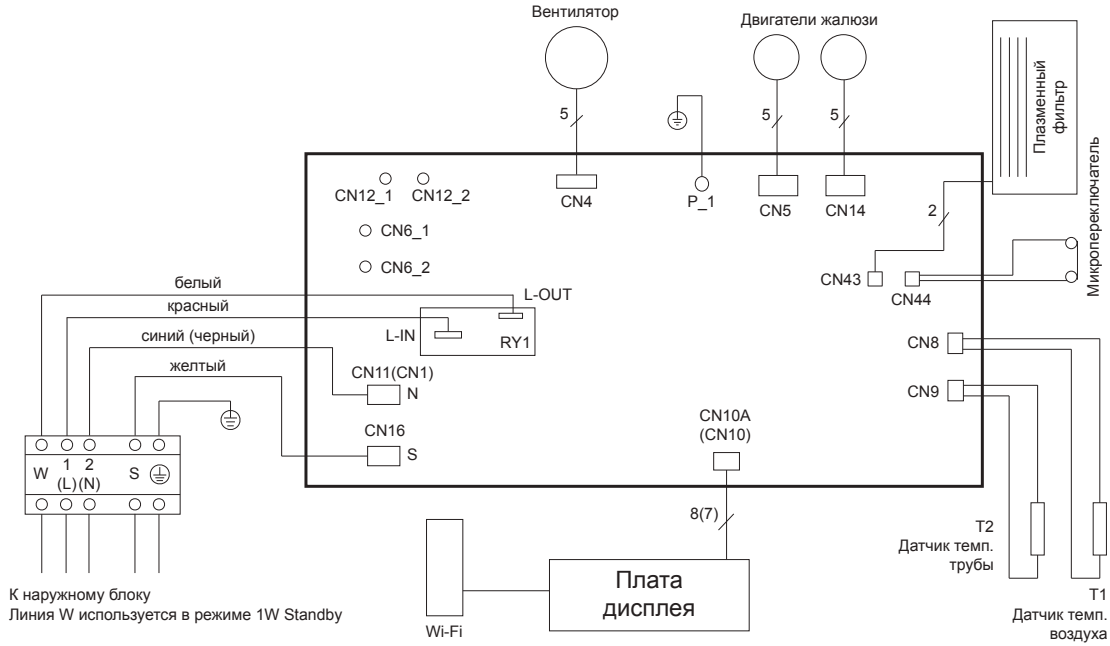 Вентилятор
Двигатели жалюзи
5
5
5
Плазменный
фильтр
CN12_1
CN12_2
CN4
P_1
CN5
CN14
2
CN6_1
CN6_2
Микропереключатель
CN43
CN44
белый
L-OUT
красный
L-IN
RY1
синий (черный)
CN8
желтый
CN11(CN1)
N
CN9
CN10A
(CN10)
CN16
S
W
1
2
S
(L)
(N)
8(7)
T2
Датчик темп.
трубы
Плата
дисплея
К наружному блоку
Линия W используется в режиме 1W Standby
Wi-Fi
T1
Датчик темп.
воздуха